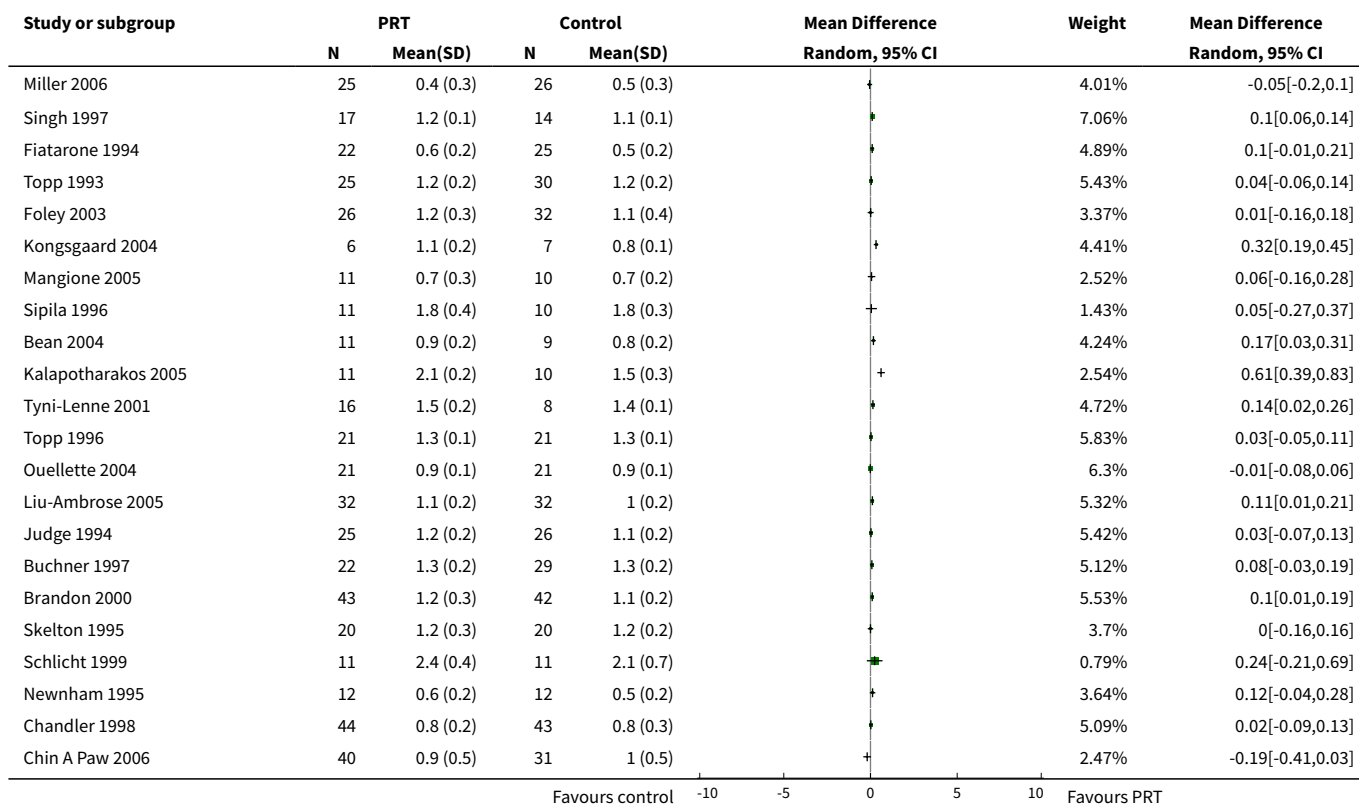 Study or subgroup PRT Control Mean Difference Weight Mean Difference
N Mean(SD) N Mean(SD) Random, 95% CI Random, 95% CI
Miller 2006 25 0.4 (0.3) 26 0.5 (0.3) 4.01% -0.05[-0.2,0.1]
Singh 1997 17 1.2 (0.1) 14 1.1 (0.1) 7.06% 0.1[0.06,0.14]
Fiatarone 1994 22 0.6 (0.2) 25 0.5 (0.2) 4.89% 0.1[-0.01,0.21]
Topp 1993 25 1.2 (0.2) 30 1.2 (0.2) 5.43% 0.04[-0.06,0.14]
Foley 2003 26 1.2 (0.3) 32 1.1 (0.4) 3.37% 0.01[-0.16,0.18]
Kongsgaard 2004 6 1.1 (0.2) 7 0.8 (0.1) 4.41% 0.32[0.19,0.45]
Mangione 2005 11 0.7 (0.3) 10 0.7 (0.2) 2.52% 0.06[-0.16,0.28]
Sipila 1996 11 1.8 (0.4) 10 1.8 (0.3) 1.43% 0.05[-0.27,0.37]
Bean 2004 11 0.9 (0.2) 9 0.8 (0.2) 4.24% 0.17[0.03,0.31]
Kalapotharakos 2005 11 2.1 (0.2) 10 1.5 (0.3) 2.54% 0.61[0.39,0.83]
Tyni-Lenne 2001 16 1.5 (0.2) 8 1.4 (0.1) 4.72% 0.14[0.02,0.26]
Topp 1996 21 1.3 (0.1) 21 1.3 (0.1) 5.83% 0.03[-0.05,0.11]
Ouellette 2004 21 0.9 (0.1) 21 0.9 (0.1) 6.3% -0.01[-0.08,0.06]
Liu-Ambrose 2005 32 1.1 (0.2) 32 1 (0.2) 5.32% 0.11[0.01,0.21]
Judge 1994 25 1.2 (0.2) 26 1.1 (0.2) 5.42% 0.03[-0.07,0.13]
Buchner 1997 22 1.3 (0.2) 29 1.3 (0.2) 5.12% 0.08[-0.03,0.19]
Brandon 2000 43 1.2 (0.3) 42 1.1 (0.2) 5.53% 0.1[0.01,0.19]
Skelton 1995 20 1.2 (0.3) 20 1.2 (0.2) 3.7% 0[-0.16,0.16]
Schlicht 1999 11 2.4 (0.4) 11 2.1 (0.7) 0.79% 0.24[-0.21,0.69]
Newnham 1995 12 0.6 (0.2) 12 0.5 (0.2) 3.64% 0.12[-0.04,0.28]
Chandler 1998 44 0.8 (0.2) 43 0.8 (0.3) 5.09% 0.02[-0.09,0.13]
Chin A Paw 2006 40 0.9 (0.5) 31 1 (0.5) 2.47% -0.19[-0.41,0.03]
Favours control -10 -5 0 5 10 Favours PRT